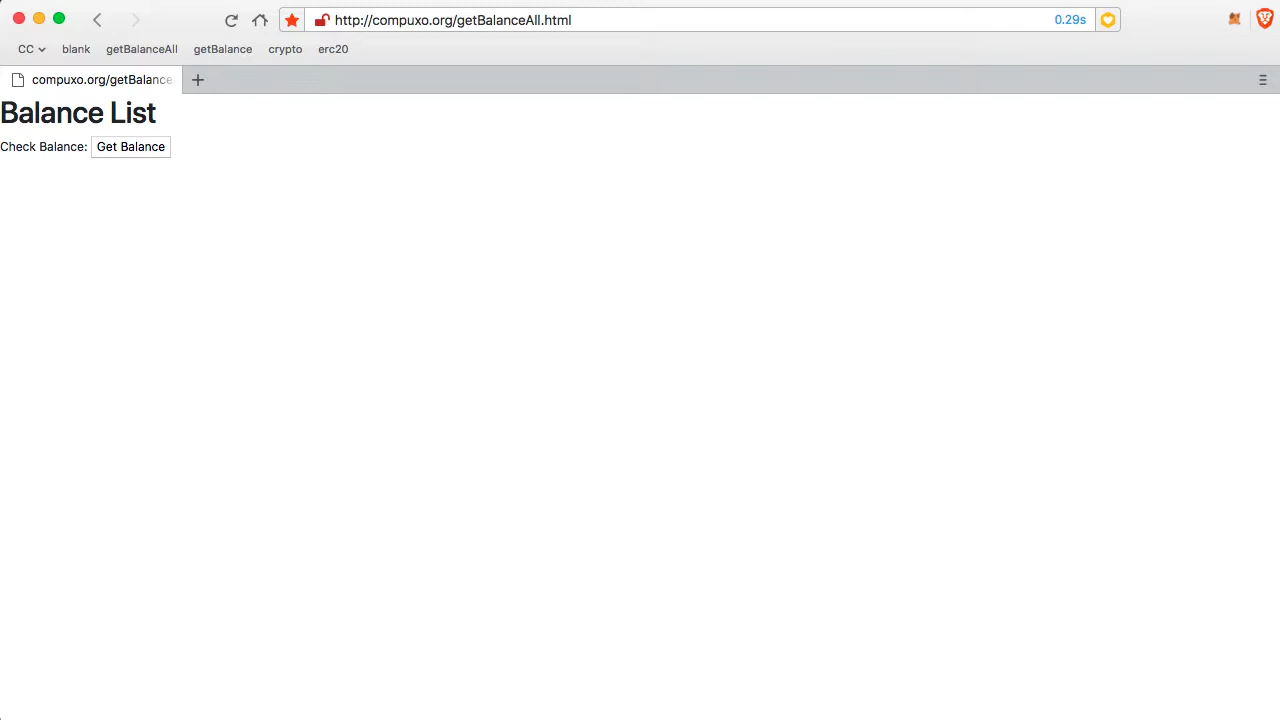 http://compuxo.org/getBalanceAll.html 0.29s
CC blank getBalanceAll getBalance crypto erc20
compuxo.org/getBalance
Balance List
Check Balance: Get Balance